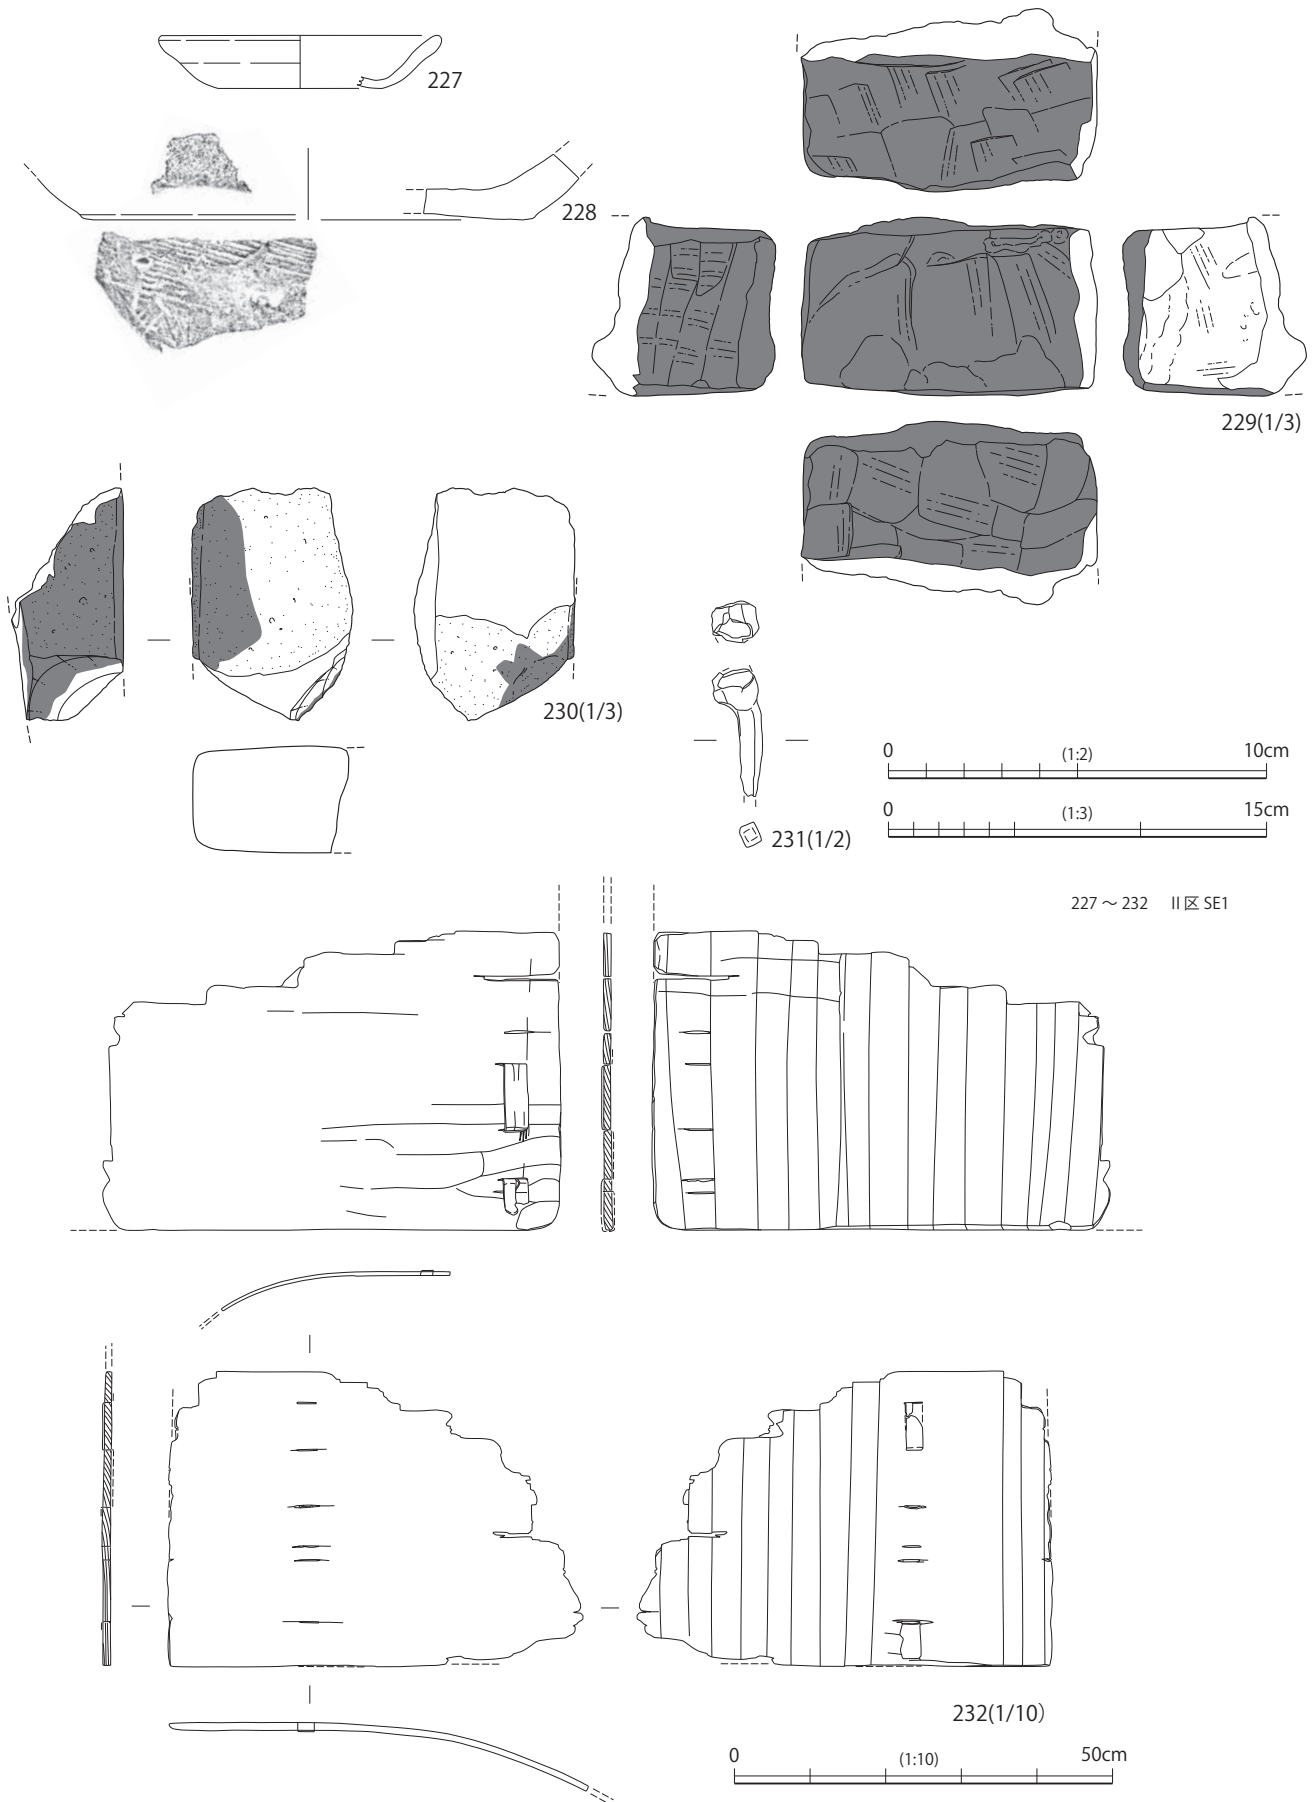 227
228
229(1/3)
230(1/3)
231(1/2)
0 (1:2) 10cm
0 (1:3) 15cm
227 ~ 232 II区 SE1
232(1/10)
0 (1:10) 50cm